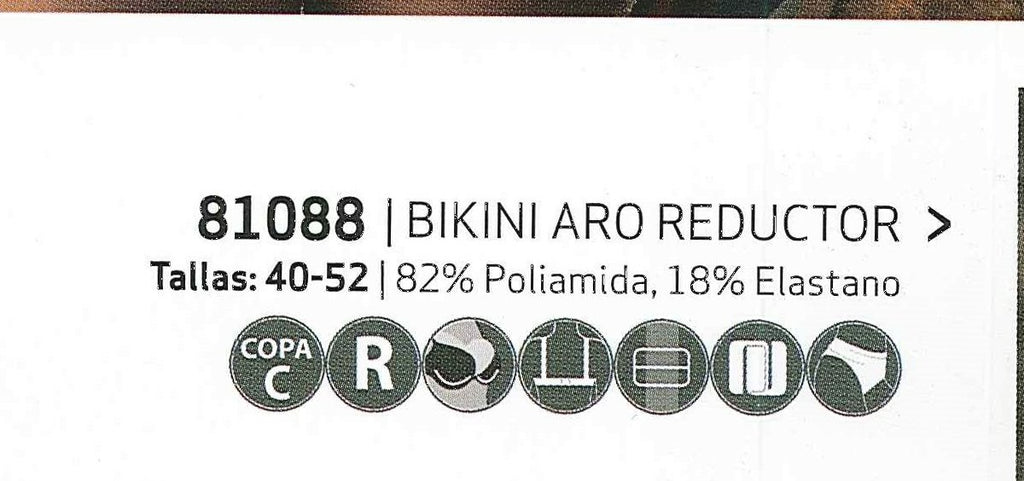 81088 | BIKINI ARO REDUCTOR >
Tallas: 40-52 | 82% Poliamida, 18% Elastano
COPA C R